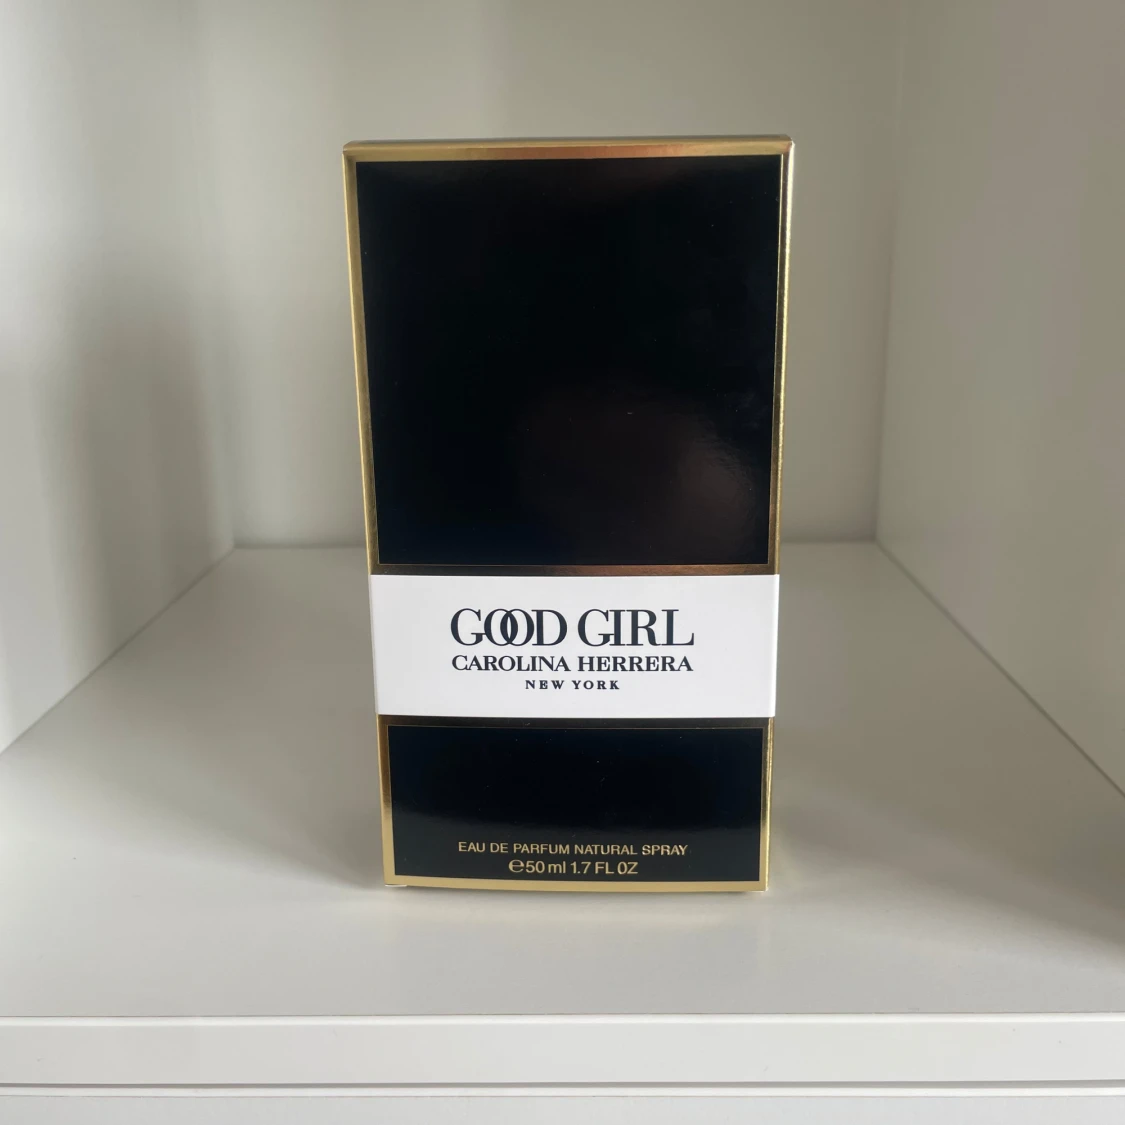 GOOD GIRL
CAROLINA HERRERA
NEW YORK
EAU DE PARFUM NATURAL SPRAY
℮50 ml 1.7 FL OZ